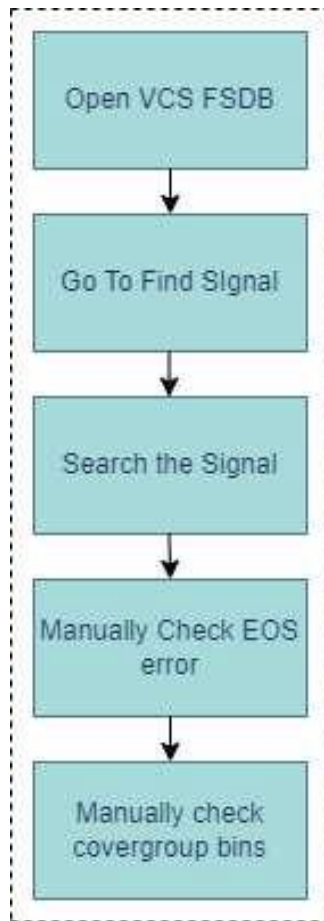 Open VCS FSDB
Go To Find SIgnal
Search the Signal
Manually Check EOS
error
Manually check
covergroup bins